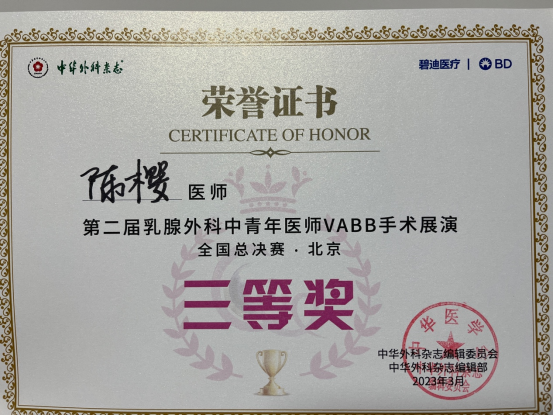 中华外科杂志
碧迪医疗 | BD
荣誉证书
CERTIFICATE OF HONOR
陈樱 医师
第二届乳腺外科中青年医师VABB手术展演
全国总决赛·北京
三等奖
中华外科杂志编辑委员会
中华外科杂志编辑部
2023年3月